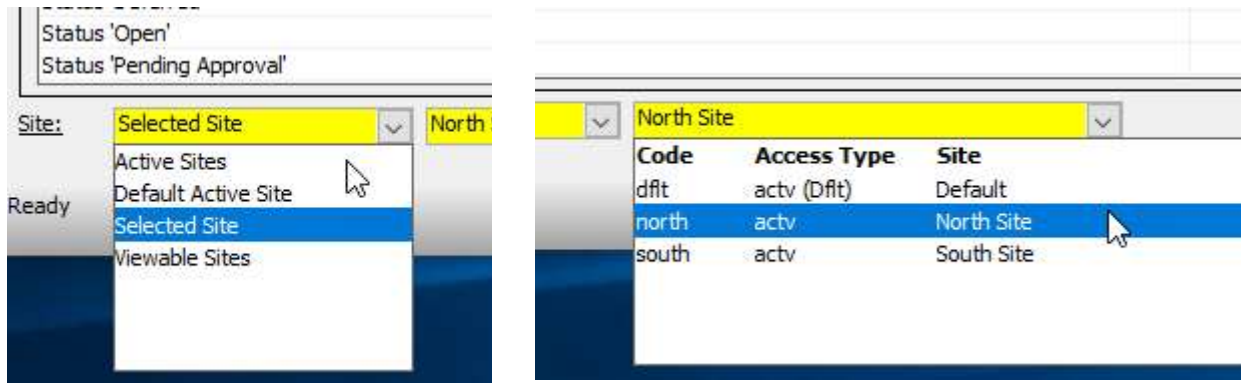 Status 'Open'
Status 'Pending Approval'
Site:
Selected Site
North
Active Sites
Default Active Site
Selected Site
Viewable Sites
Ready
North Site
Code Access Type Site
dflt actv (Dflt) Default
north actv North Site
south actv South Site